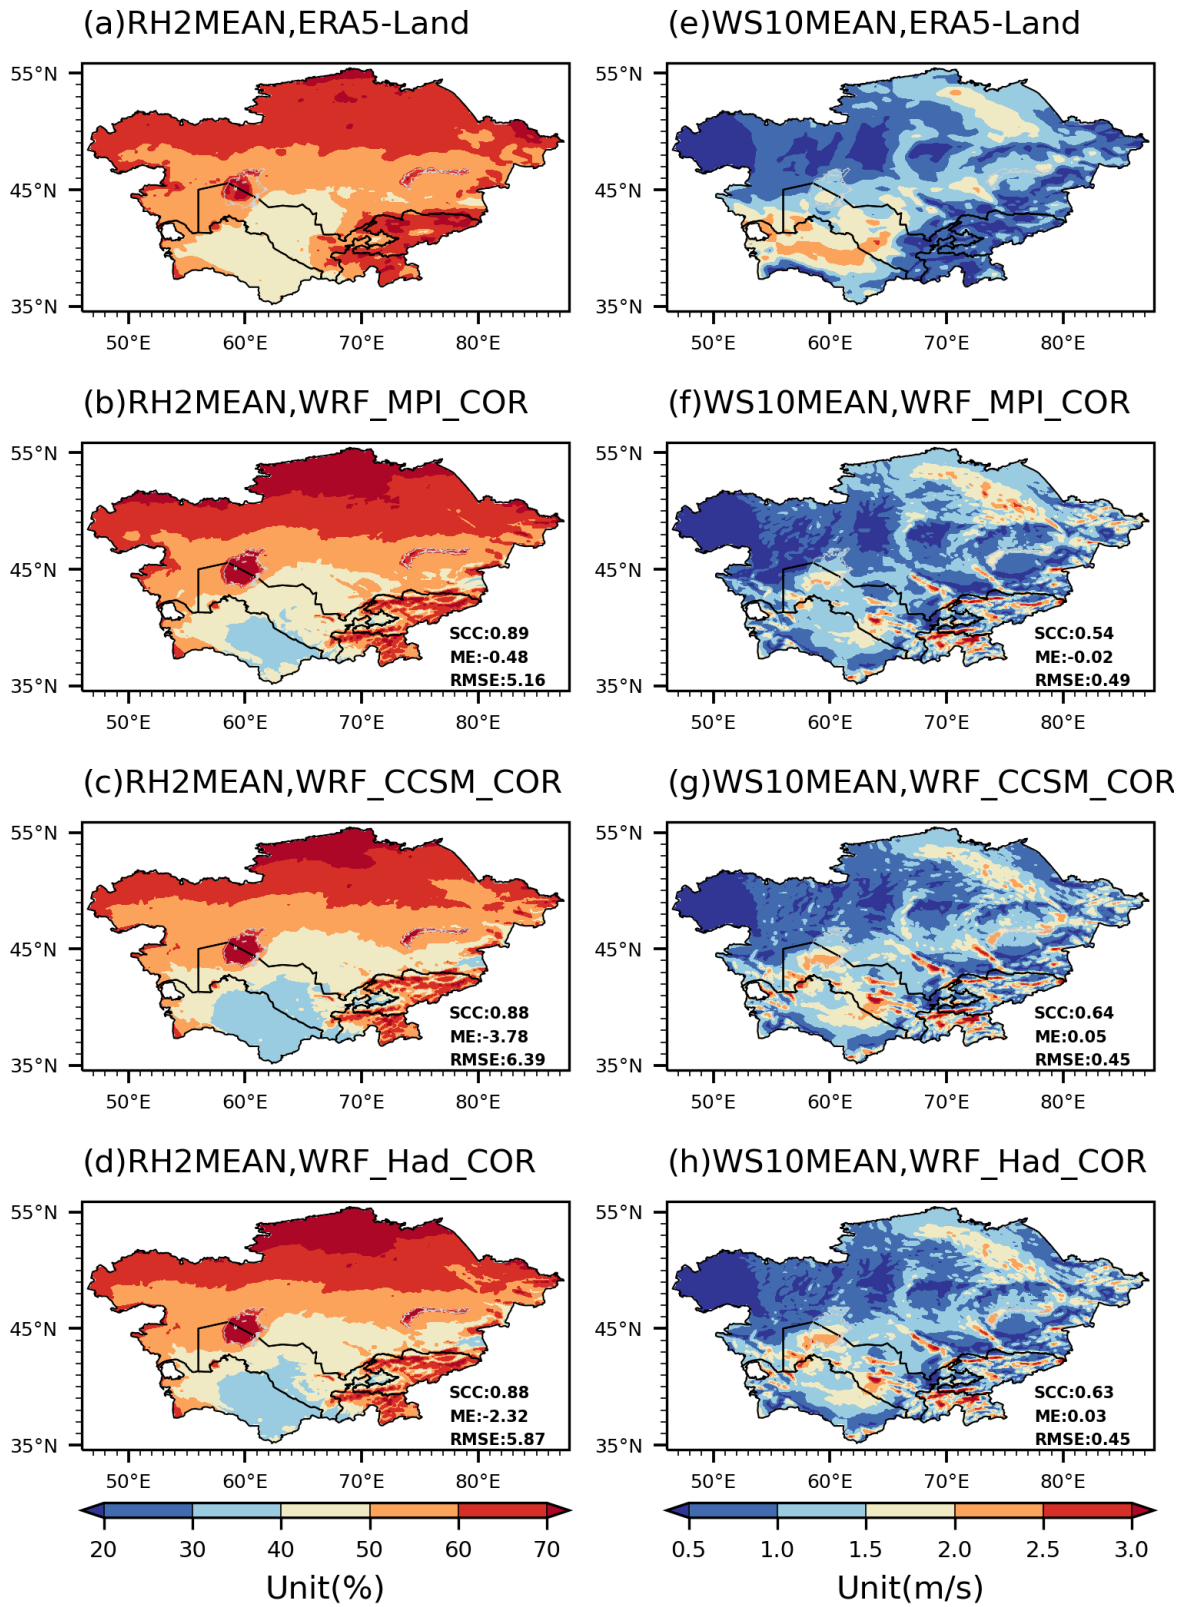 (a)RH2MEAN,ERA5-Land
(e)WS10MEAN,ERA5-Land
55°N
45°N
35°N
50°E 60°E 70°E 80°E
55°N
45°N
35°N
50°E 60°E 70°E 80°E
(b)RH2MEAN,WRF_MPI_COR
(f)WS10MEAN,WRF_MPI_COR
55°N
45°N
35°N
SCC:0.89
ME:-0.48
RMSE:5.16
50°E 60°E 70°E 80°E
55°N
45°N
35°N
SCC:0.54
ME:-0.02
RMSE:0.49
50°E 60°E 70°E 80°E
(c)RH2MEAN,WRF_CCSM_COR
(g)WS10MEAN,WRF_CCSM_COR
55°N
45°N
35°N
SCC:0.88
ME:-3.78
RMSE:6.39
50°E 60°E 70°E 80°E
55°N
45°N
35°N
SCC:0.64
ME:0.05
RMSE:0.45
50°E 60°E 70°E 80°E
(d)RH2MEAN,WRF_Had_COR
(h)WS10MEAN,WRF_Had_COR
55°N
45°N
35°N
SCC:0.88
ME:-2.32
RMSE:5.87
50°E 60°E 70°E 80°E
55°N
45°N
35°N
SCC:0.63
ME:0.03
RMSE:0.45
50°E 60°E 70°E 80°E
20 30 40 50 60 70
Unit(%)
0.5 1.0 1.5 2.0 2.5 3.0
Unit(m/s)